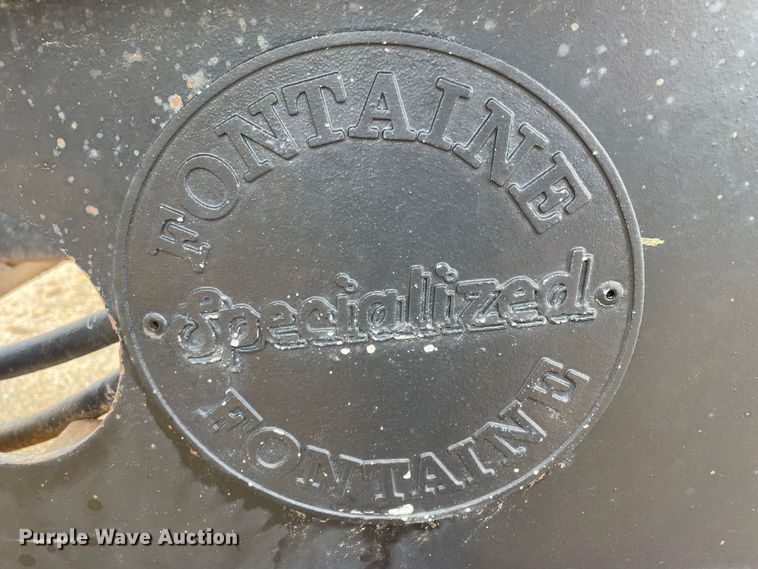 FONTAINE
Specialized
FONTAINE
Purple Wave Auction